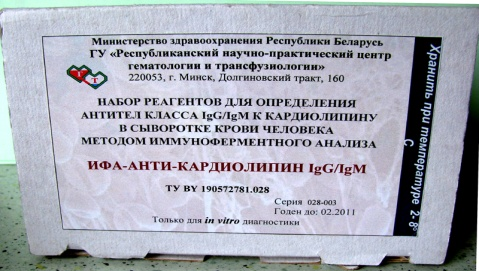 Министерство здравоохранения Республики Беларусь
ГУ «Республиканский научно-практический центр
гематологии и трансфузиологии»
220053, г. Минск, Долгиновский тракт, 160
НАБОР РЕАГЕНТОВ ДЛЯ ОПРЕДЕЛЕНИЯ
АНТИТЕЛ КЛАССА IgG/IgM К КАРДИОЛИПИНУ
В СЫВОРОТКЕ КРОВИ ЧЕЛОВЕКА
МЕТОДОМ ИММУНОФЕРМЕНТНОГО АНАЛИЗА
ИФА-АНТИ-КАРДИОЛИПИН IgG/IgM
ТУ BY 190572781.028
Серия 028-003
Годен до: 02.2011
Только для in vitro диагностики
Хранить при температуре 2- 8°
С